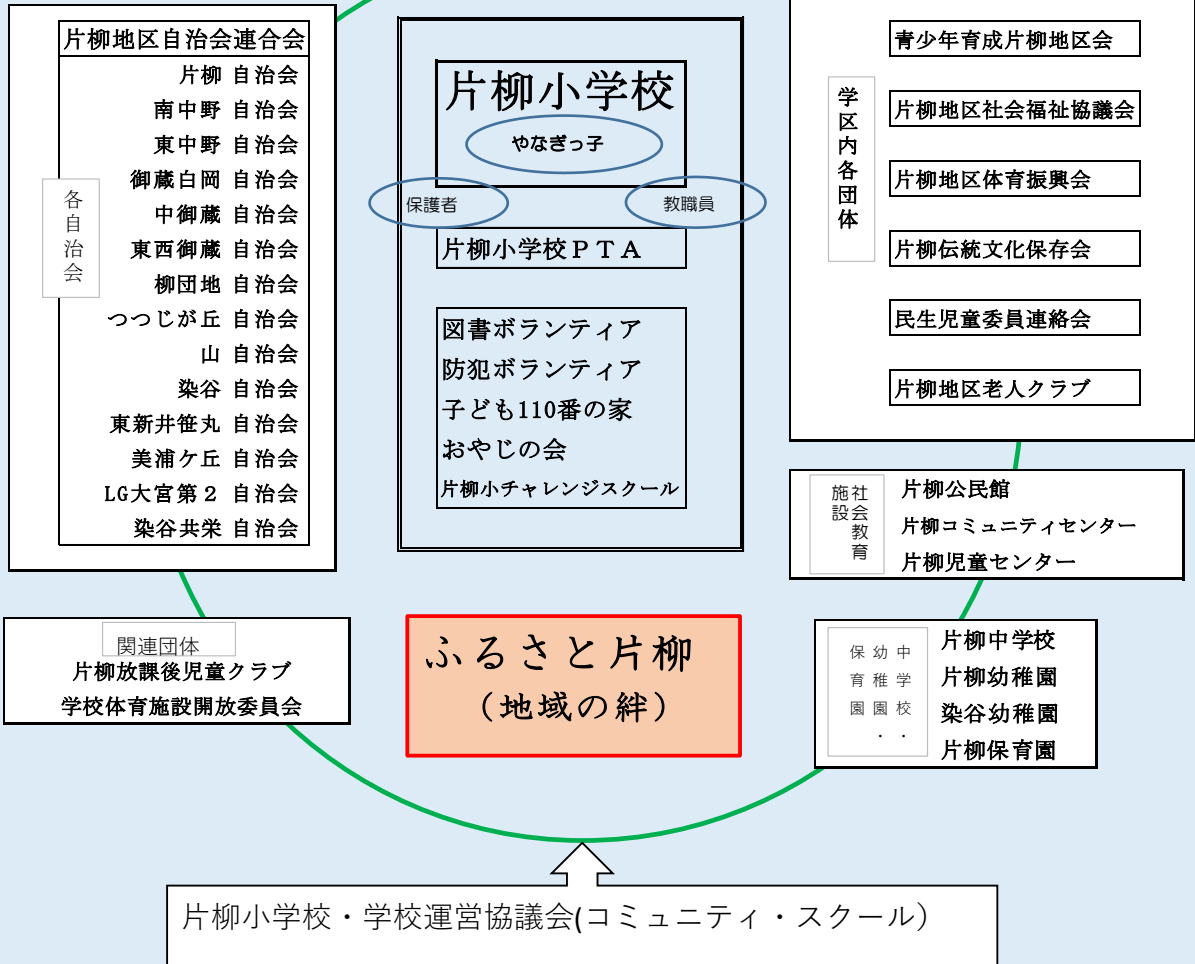 片柳地区自治会連合会
各自治会
片柳 自治会
南中野 自治会
東中野 自治会
御蔵白岡 自治会
中御蔵 自治会
東西御蔵 自治会
柳団地 自治会
つつじが丘 自治会
山 自治会
染谷 自治会
東新井笹丸 自治会
美浦ケ丘 自治会
LG大宮第２ 自治会
染谷共栄 自治会
片柳小学校
やなぎっ子
保護者
教職員
片柳小学校ＰＴＡ
図書ボランティア
防犯ボランティア
子ども110番の家
おやじの会
片柳小チャレンジスクール
学区内各団体
青少年育成片柳地区会
片柳地区社会福祉協議会
片柳地区体育振興会
片柳伝統文化保存会
民生児童委員連絡会
片柳地区老人クラブ
社会教育
施設
片柳公民館
片柳コミュニティセンター
片柳児童センター
関連団体
片柳放課後児童クラブ
学校体育施設開放委員会
ふるさと片柳
（地域の絆）
中学校・
幼稚園・
保育園
片柳中学校
片柳幼稚園
染谷幼稚園
片柳保育園
片柳小学校・学校運営協議会(コミュニティ・スクール）